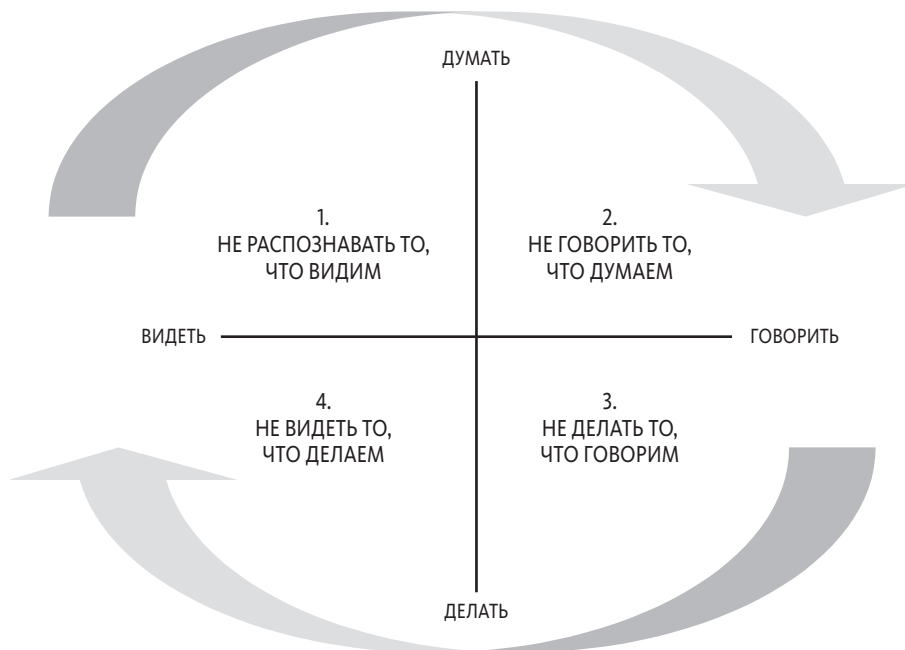 ДУМАТЬ
1.
НЕ РАСПОЗНАВАТЬ ТО,
ЧТО ВИДИМ
2.
НЕ ГОВОРИТЬ ТО,
ЧТО ДУМАЕМ
ВИДЕТЬ
ГОВОРИТЬ
4.
НЕ ВИДЕТЬ ТО,
ЧТО ДЕЛАЕМ
3.
НЕ ДЕЛАТЬ ТО,
ЧТО ГОВОРИМ
ДЕЛАТЬ